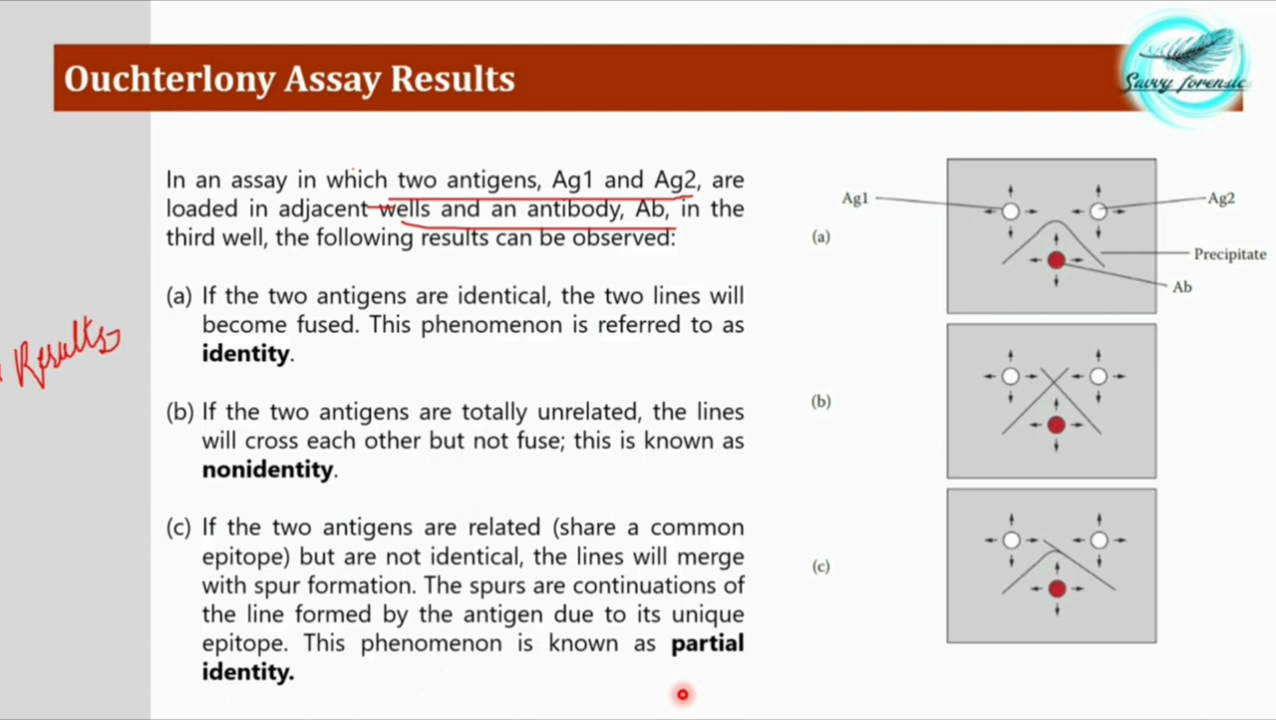 Ouchterlony Assay Results
Savvy forensics
In an assay in which two antigens, Ag1 and Ag2, are
loaded in adjacent wells and an antibody, Ab, in the
third well, the following results can be observed:
(a) If the two antigens are identical, the two lines will
become fused. This phenomenon is referred to as
identity.
(b) If the two antigens are totally unrelated, the lines
will cross each other but not fuse; this is known as
nonidentity.
(c) If the two antigens are related (share a common
epitope) but are not identical, the lines will merge
with spur formation. The spurs are continuations of
the line formed by the antigen due to its unique
epitope. This phenomenon is known as partial
identity.
Results
Ag1
Ag2
(a)
Precipitate
Ab
(b)
(c)